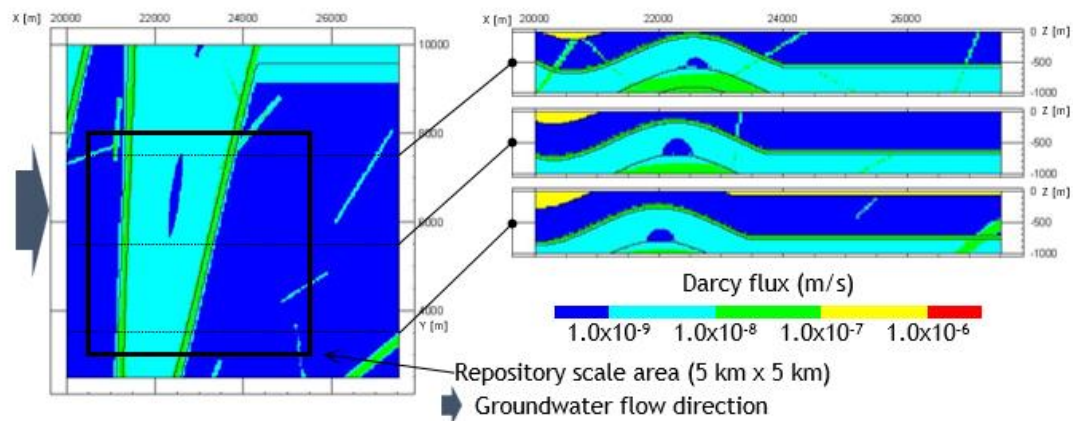 X [m] 20000 22000 24000 26000
10000
8000
6000
4000
Y [m]
X [m] 20000 22000 24000 26000
0 Z [m]
-500
-1000
0 Z [m]
-500
-1000
0 Z [m]
-500
-1000
Darcy flux (m/s)
1.0x10⁻⁹ 1.0x10⁻⁸ 1.0x10⁻⁷ 1.0x10⁻⁶
Repository scale area (5 km x 5 km)
Groundwater flow direction